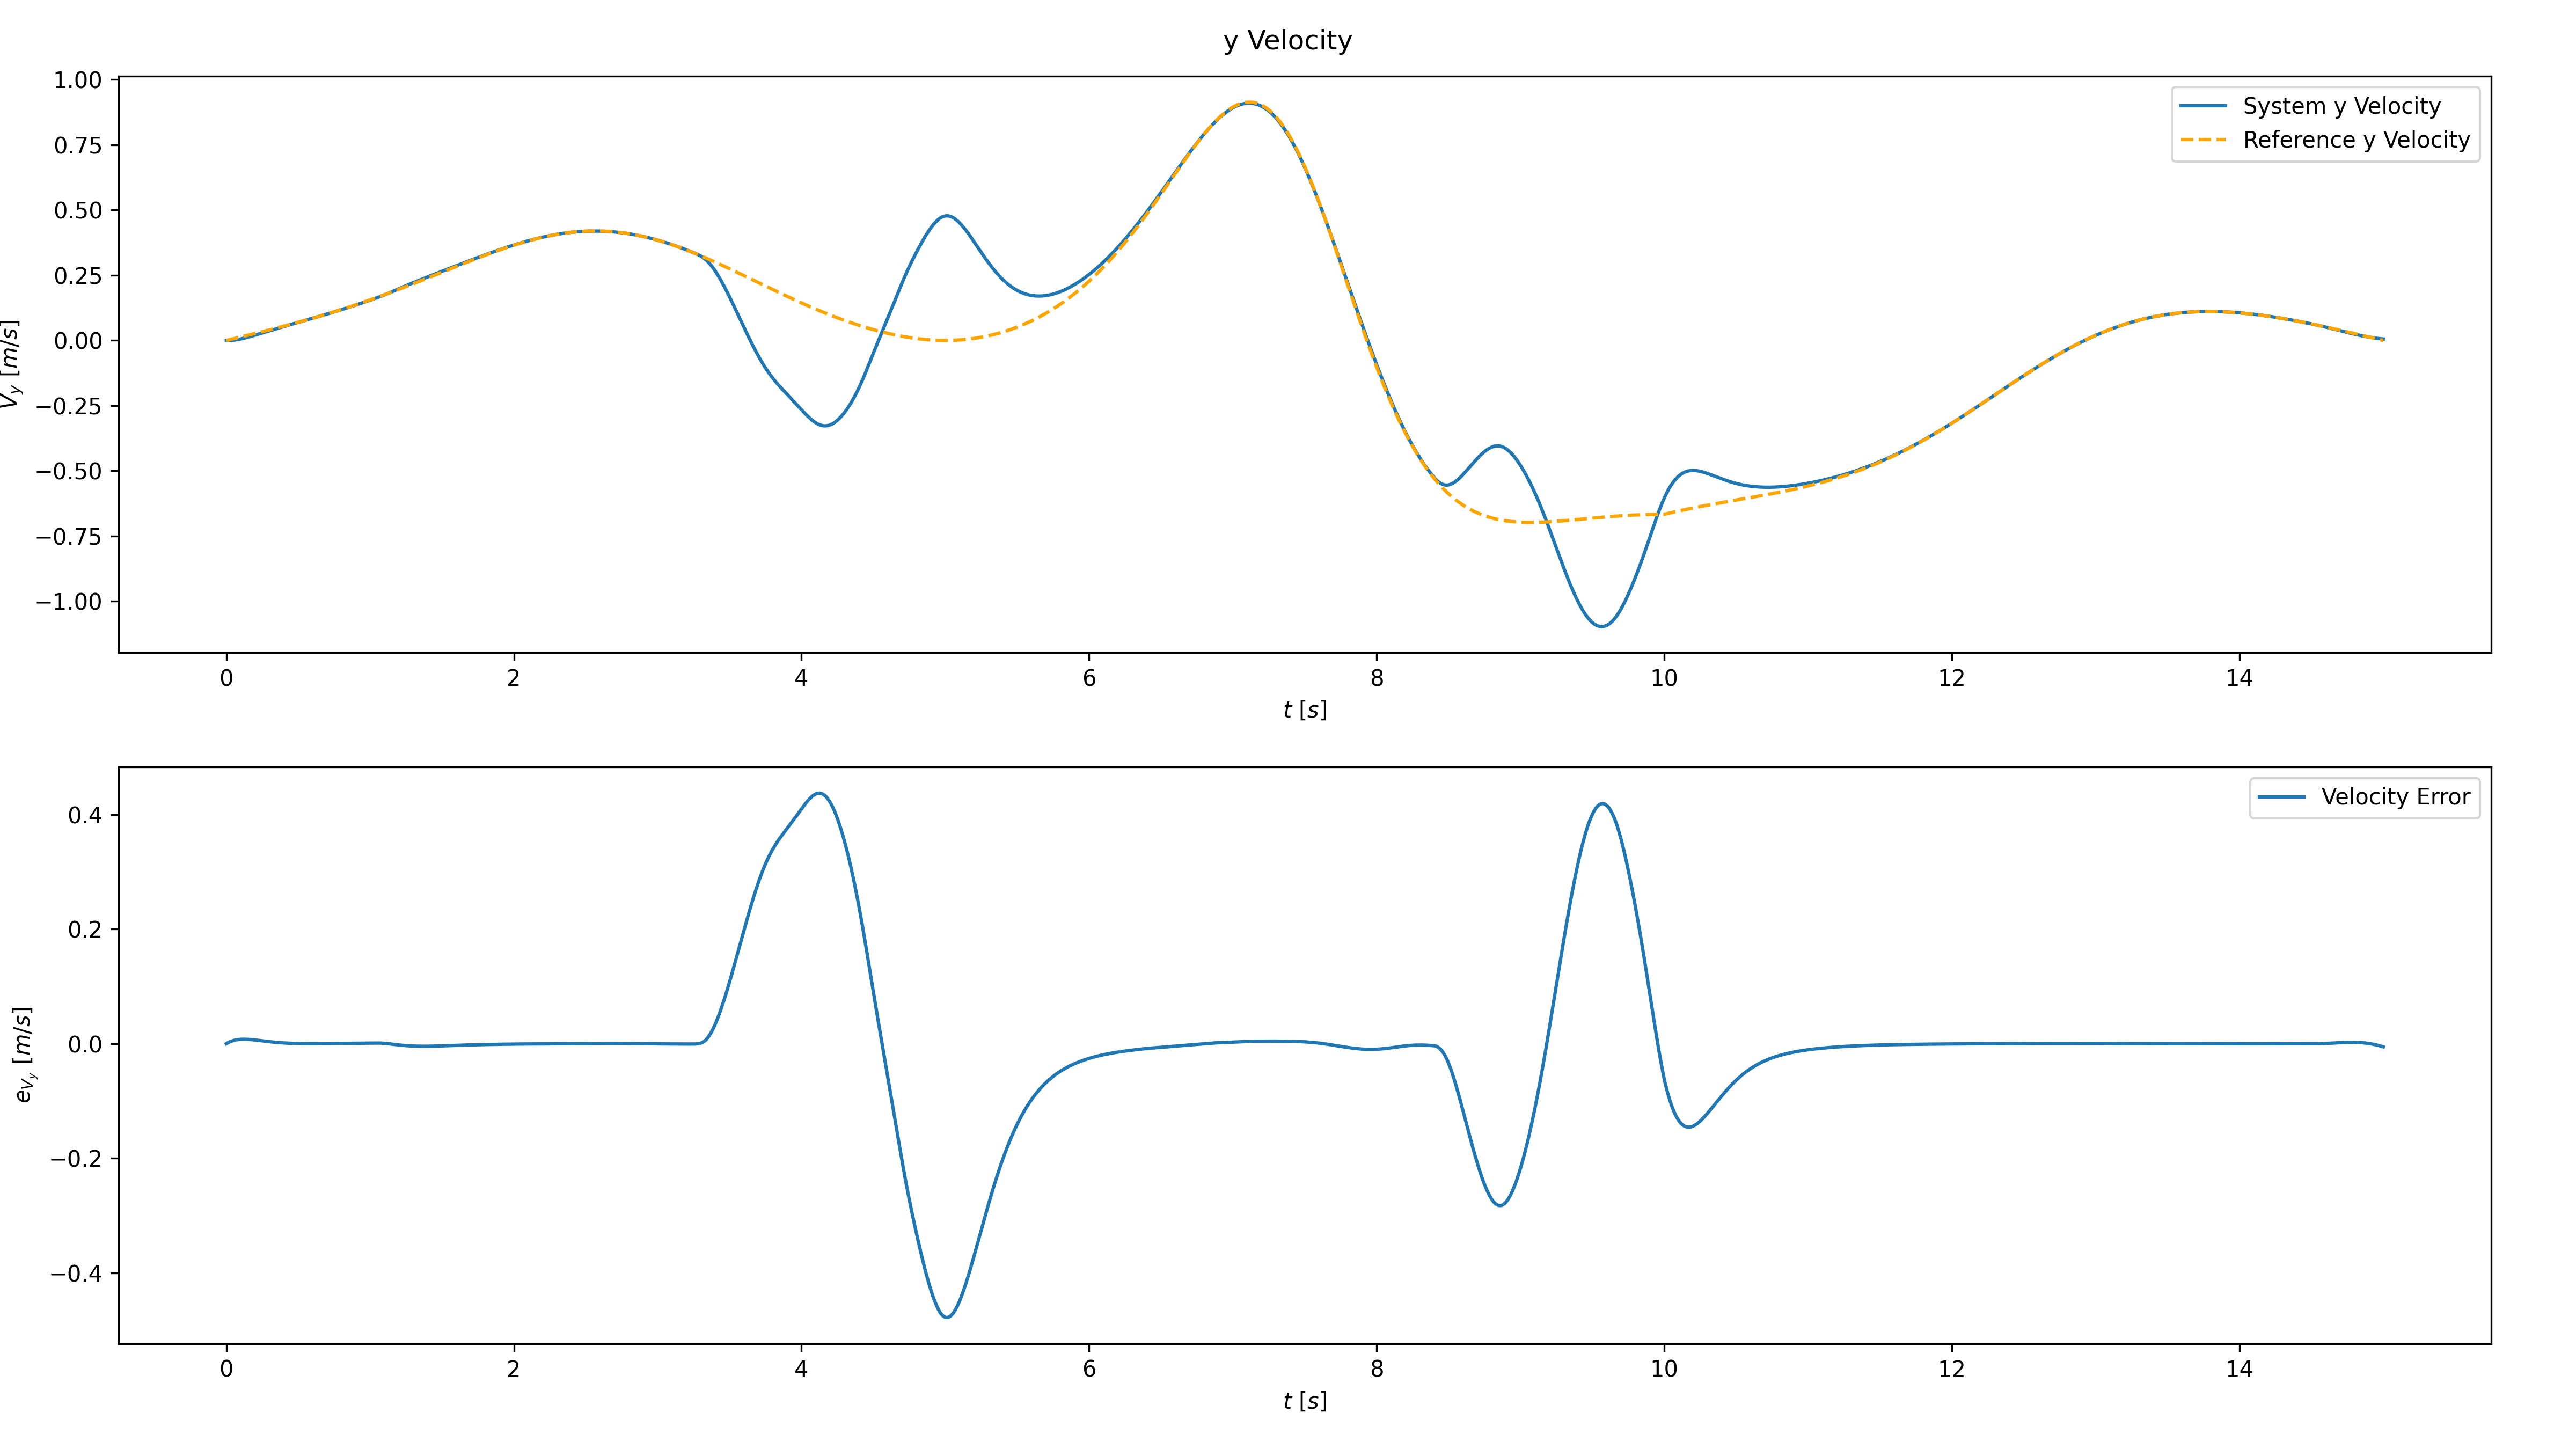 y Velocity
1.00
0.75
0.50
0.25
0.00
−0.25
−0.50
−0.75
−1.00
V_y [m/s]
System y Velocity
Reference y Velocity
0 2 4 6 8 10 12 14
t [s]
0.4
0.2
0.0
−0.2
−0.4
e_{V_y} [m/s]
Velocity Error
0 2 4 6 8 10 12 14
t [s]